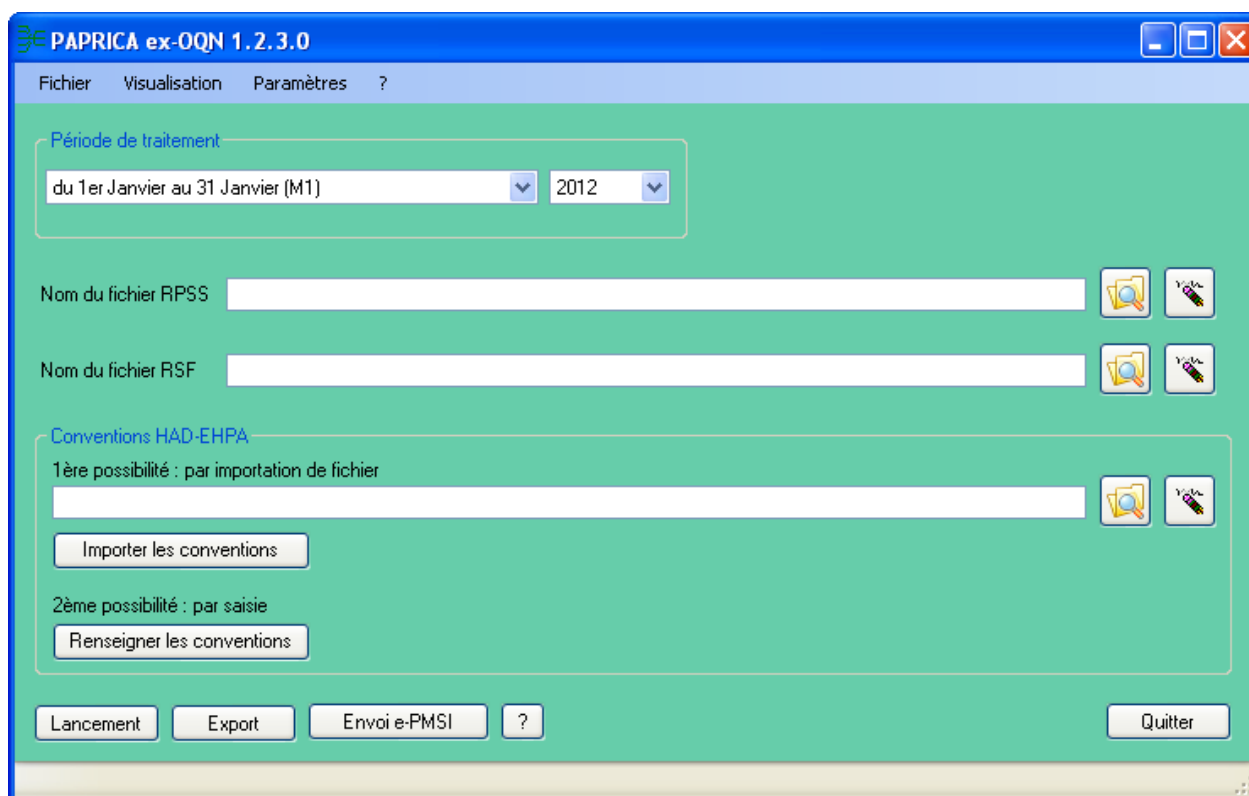 PAPRICA ex-OQN 1.2.3.0
Fichier Visualisation Paramètres ?
Période de traitement
du 1er Janvier au 31 Janvier (M1) 2012
Nom du fichier RPSS
Nom du fichier RSF
Conventions HAD-EHPA
1ère possibilité : par importation de fichier
Importer les conventions
2ème possibilité : par saisie
Renseigner les conventions
Lancement Export Envoi e-PMSI ? Quitter